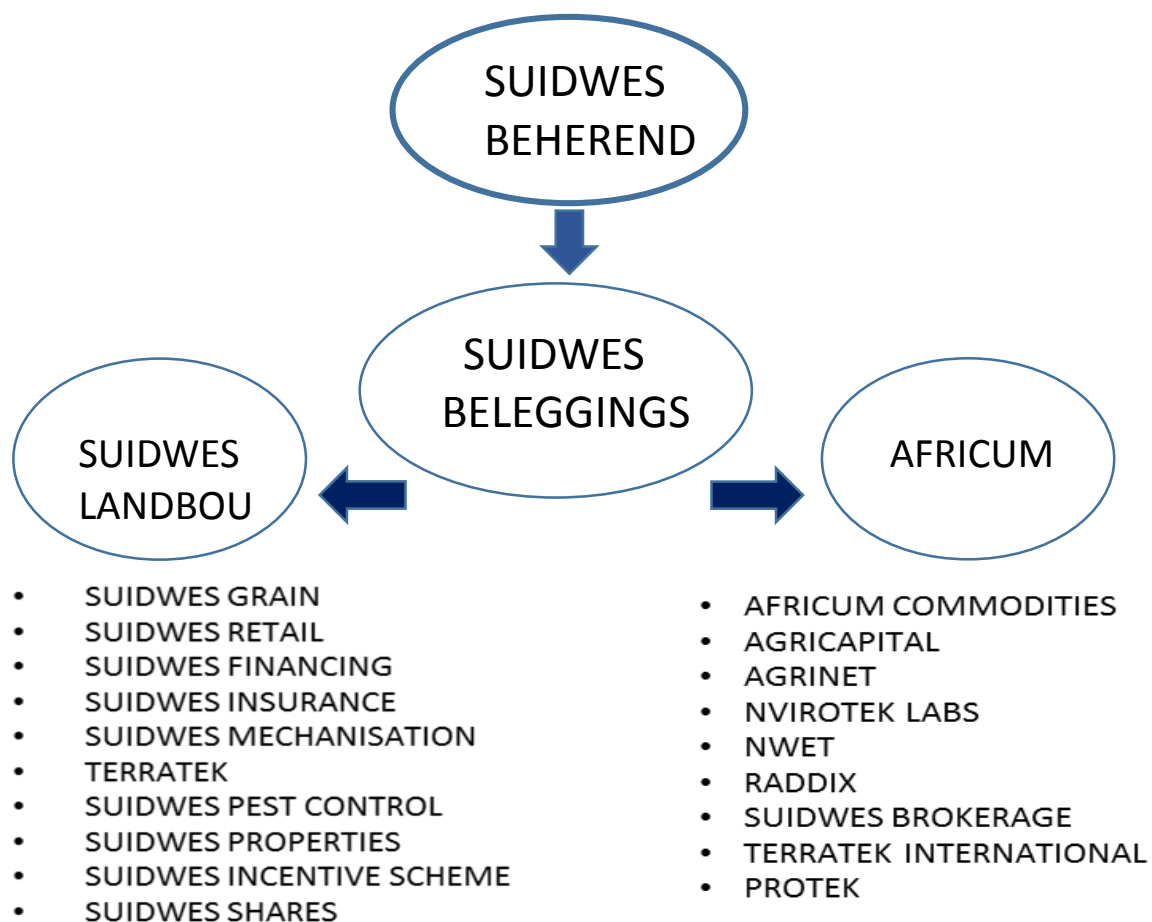 SUIDWES
BEHEREND
SUIDWES
BELEGGINGS
SUIDWES
LANDBOU
AFRICUM
• SUIDWES GRAIN
• SUIDWES RETAIL
• SUIDWES FINANCING
• SUIDWES INSURANCE
• SUIDWES MECHANISATION
• TERRATEK
• SUIDWES PEST CONTROL
• SUIDWES PROPERTIES
• SUIDWES INCENTIVE SCHEME
• SUIDWES SHARES
• AFRICUM COMMODITIES
• AGRICAPITAL
• AGRINET
• NVIROTEK LABS
• NWET
• RADDIX
• SUIDWES BROKERAGE
• TERRATEK INTERNATIONAL
• PROTEK